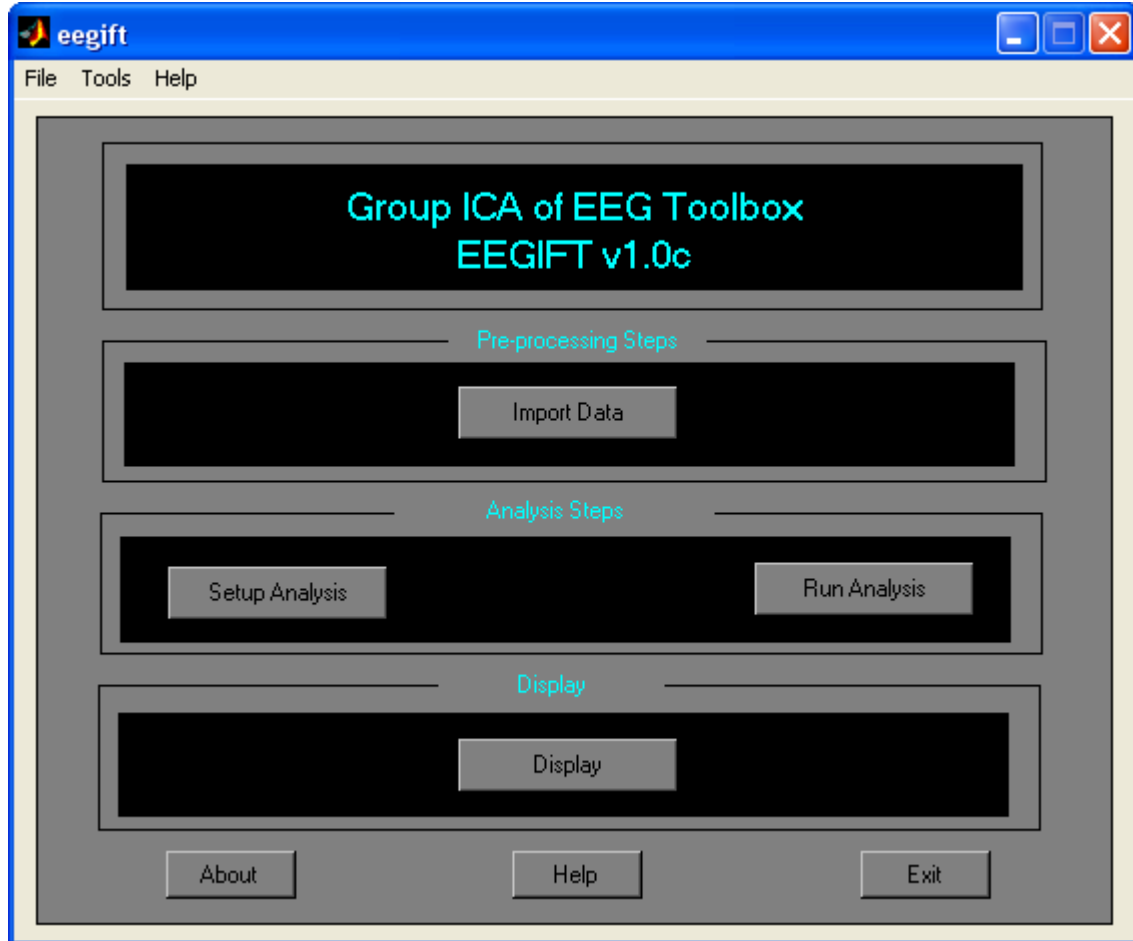 eegift
File Tools Help
Group ICA of EEG Toolbox
EEGIFT v1.0c
Pre-processing Steps
Import Data
Analysis Steps
Setup Analysis
Run Analysis
Display
Display
About
Help
Exit